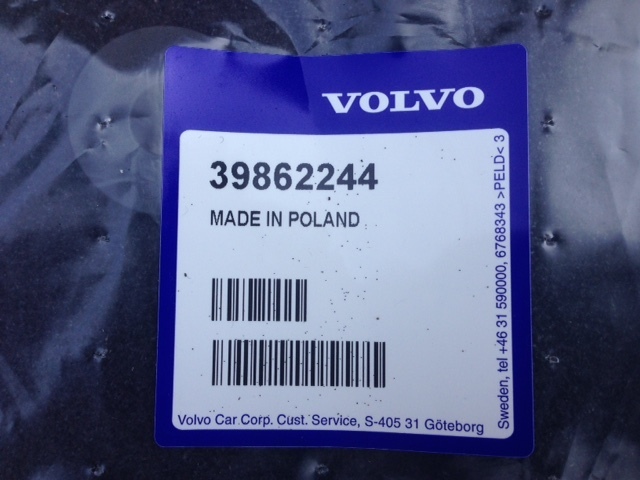 VOLVO
39862244
MADE IN POLAND
Volvo Car Corp. Cust. Service, S-405 31 Göteborg
Sweden, tel +46 31 590000, 6768343 >PELD< 3